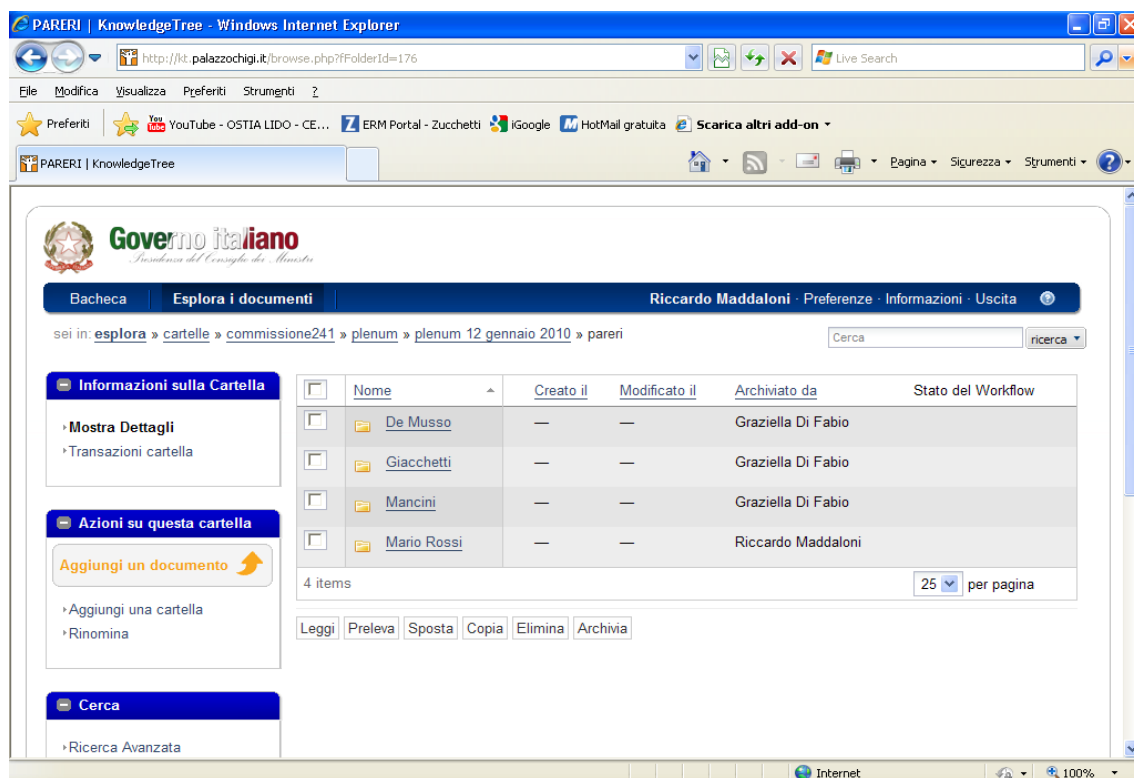 PARERI | KnowledgeTree - Windows Internet Explorer
http://kt.palazzochigi.it/browse.php?fFolderId=176
Live Search
File Modifica Visualizza Preferiti Strumenti ?
Preferiti YouTube - OSTIA LIDO - CE... ERM Portal - Zucchetti iGoogle HotMail gratuita Scarica altri add-on
PARERI | KnowledgeTree Pagina Sicurezza Strumenti
Governo italiano
Presidenza del Consiglio dei Ministri
Bacheca Esplora i documenti Riccardo Maddaloni · Preferenze · Informazioni · Uscita
sei in: esplora » cartelle » commissione241 » plenum » plenum 12 gennaio 2010 » pareri Cerca ricerca
Informazioni sulla Cartella
Mostra Dettagli
Transazioni cartella
Azioni su questa cartella
Aggiungi un documento
Aggiungi una cartella
Rinomina
Cerca
Ricerca Avanzata
Nome Creato il Modificato il Archiviato da Stato del Workflow
De Musso — — Graziella Di Fabio
Giacchetti — — Graziella Di Fabio
Mancini — — Graziella Di Fabio
Mario Rossi — — Riccardo Maddaloni
4 items 25 per pagina
Leggi Preleva Sposta Copia Elimina Archivia
Internet 100%